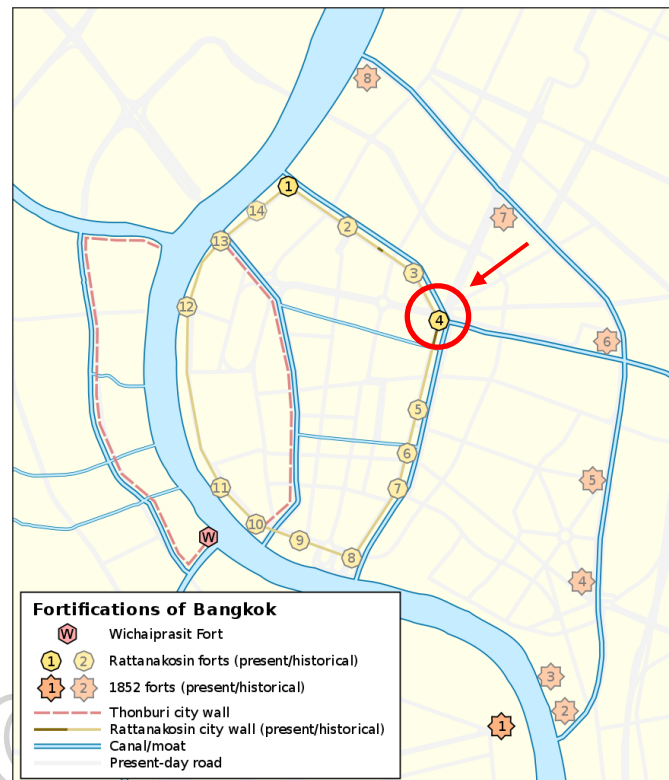 8
1
14
2
7
13
3
12
4
6
5
6
5
11
7
10
W
9
8
4
3
2
1
Fortifications of Bangkok
W Wichaiprasit Fort
1 2 Rattanakosin forts (present/historical)
1 2 1852 forts (present/historical)
Thonburi city wall
Rattanakosin city wall (present/historical)
Canal/moat
Present-day road